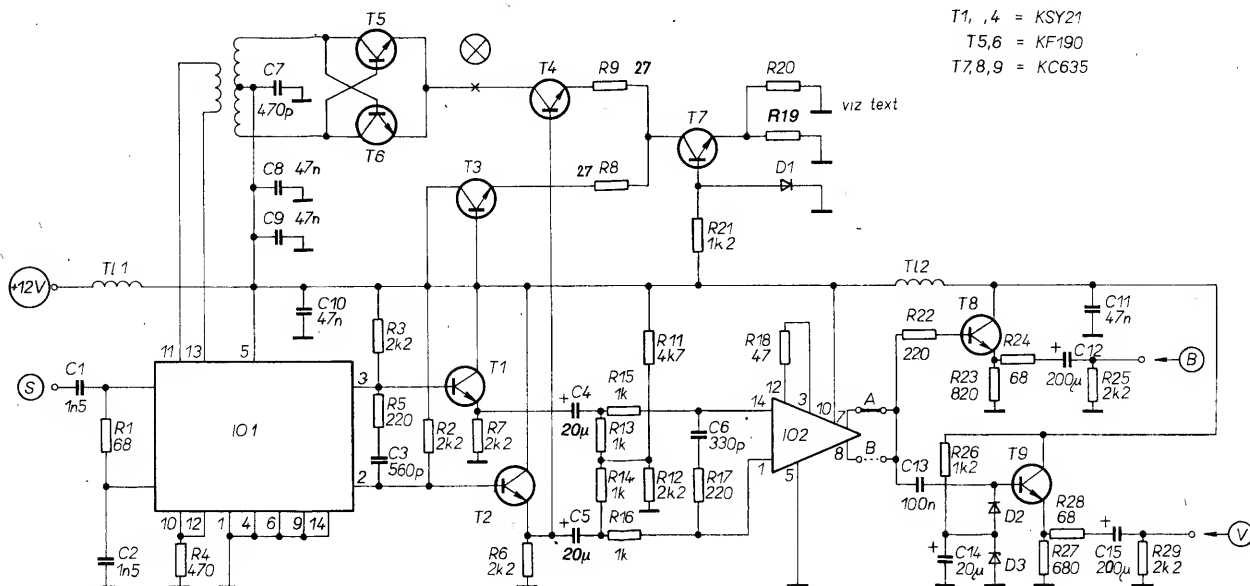 T1, ,4 = KSY21
T5,6 = KF190
T7,8,9 = KC635
T5
T6
C7
470p
T4
R9 27
27 R8
T3
T7
R20
R19
viz text
D1
R21
1k2
C8 47n
C9 47n
+12V
Tl1
Tl2
C10
47n
R3
2k2
R11
4k7
R18
47
T8
R22
220
R24
68
C11
47n
+ C12
200µ
R23
820
R25
2k2
B
11 13 5
S
C1
1n5
R1
68
IO1
3
2
R5
220
C3
560p
R2
2k2
T1
R7
2k2
+ C4
20µ
R15
1k
R13
1k
R14
1k
R12
2k2
C6
330p
R17
220
R16
1k
12 3 10 7
14
1
IO2
5
8
A
B
T2
R6
2k2
+ C5
20µ
10 12 1 4 6 9 14
R4
470
C2
1n5
C13
100n
R26
1k2
T9
D2
D3
+ C14
20µ
R28
68
R27
680
+ C15
200µ
R29
2k2
V